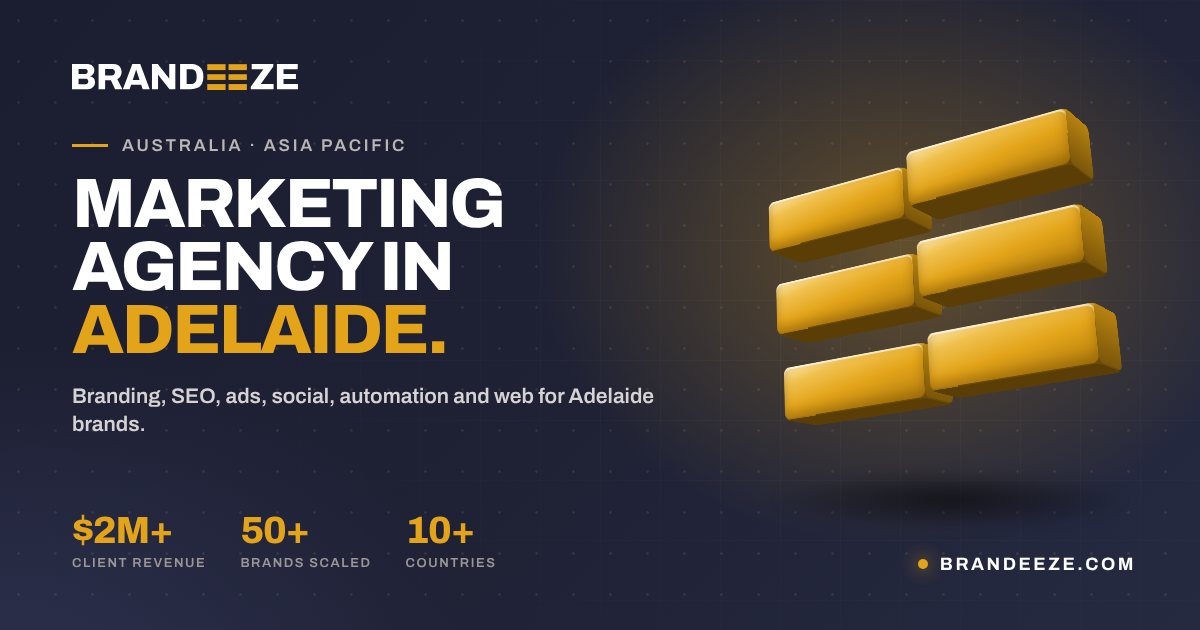 BRANDEEZE
AUSTRALIA · ASIA PACIFIC
MARKETING
AGENCY IN
ADELAIDE.
Branding, SEO, ads, social, automation and web for Adelaide
brands.
$2M+ 50+ 10+
CLIENT REVENUE BRANDS SCALED COUNTRIES
BRANDEEZE.COM